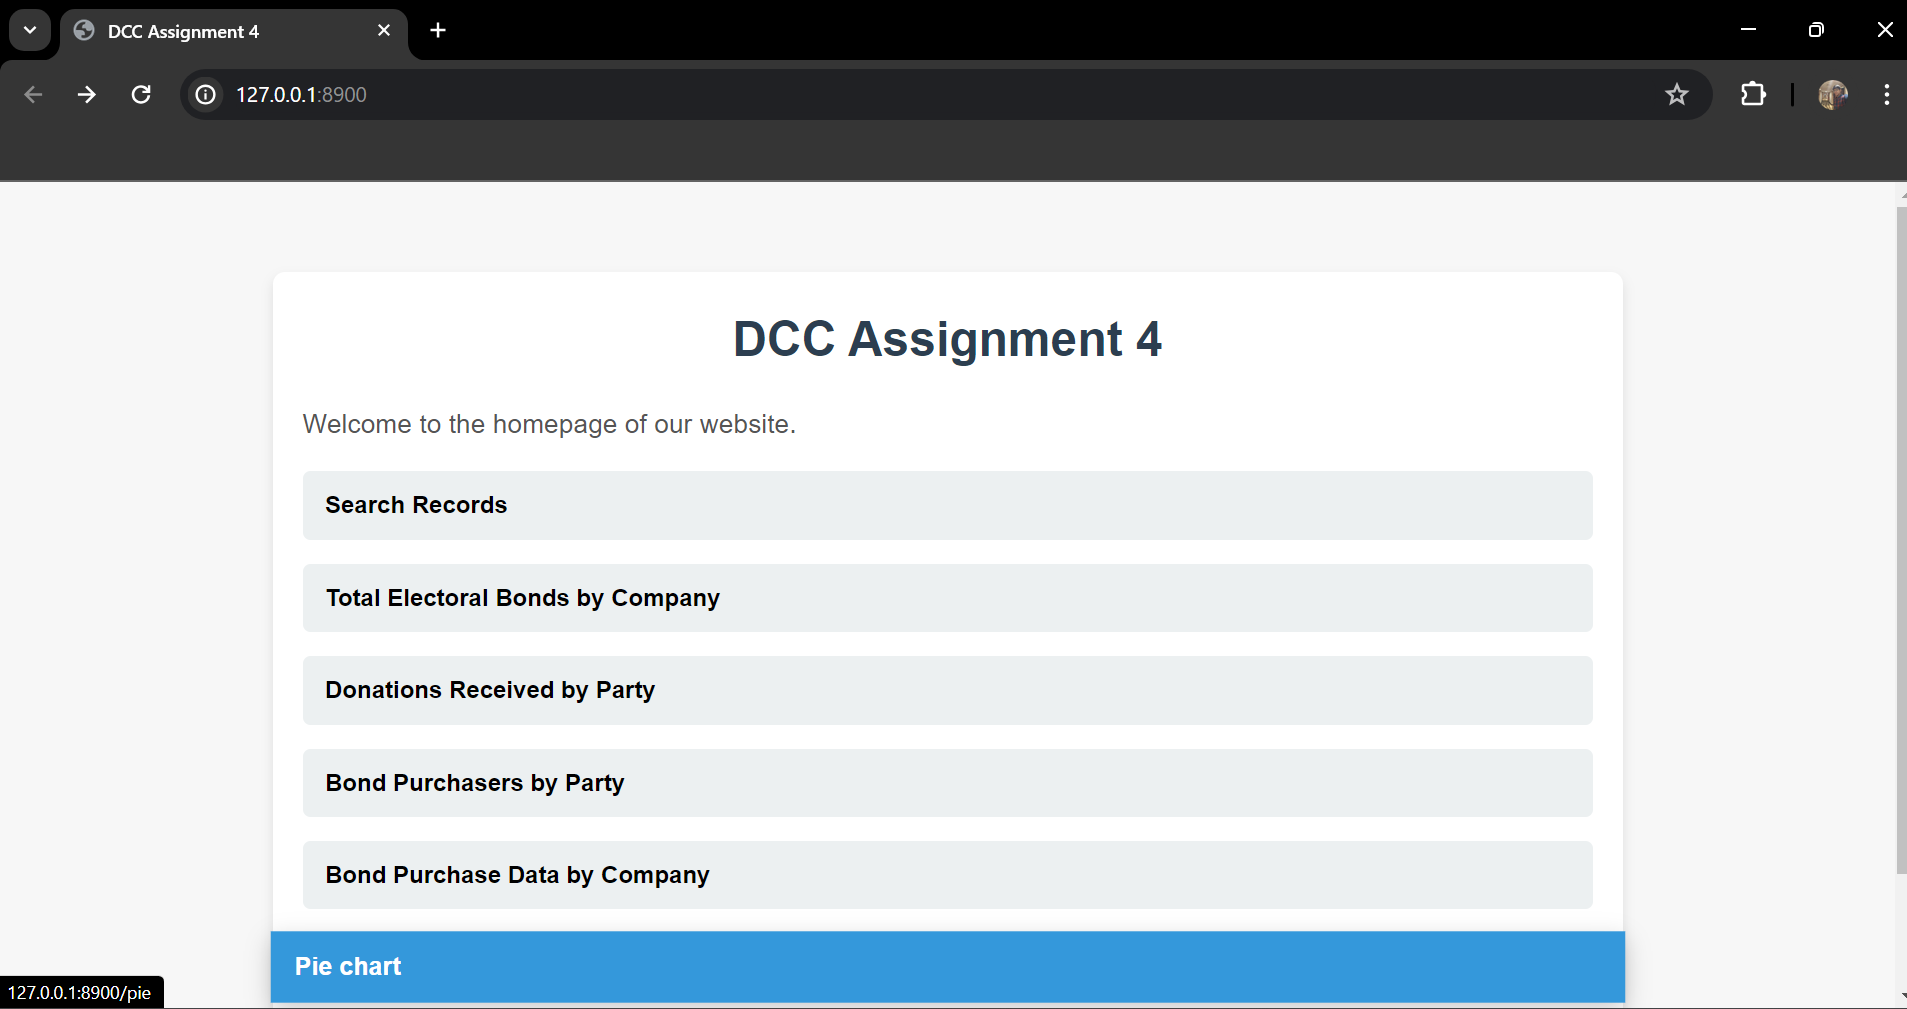 DCC Assignment 4
127.0.0.1:8900
DCC Assignment 4
Welcome to the homepage of our website.
Search Records
Total Electoral Bonds by Company
Donations Received by Party
Bond Purchasers by Party
Bond Purchase Data by Company
Pie chart
127.0.0.1:8900/pie